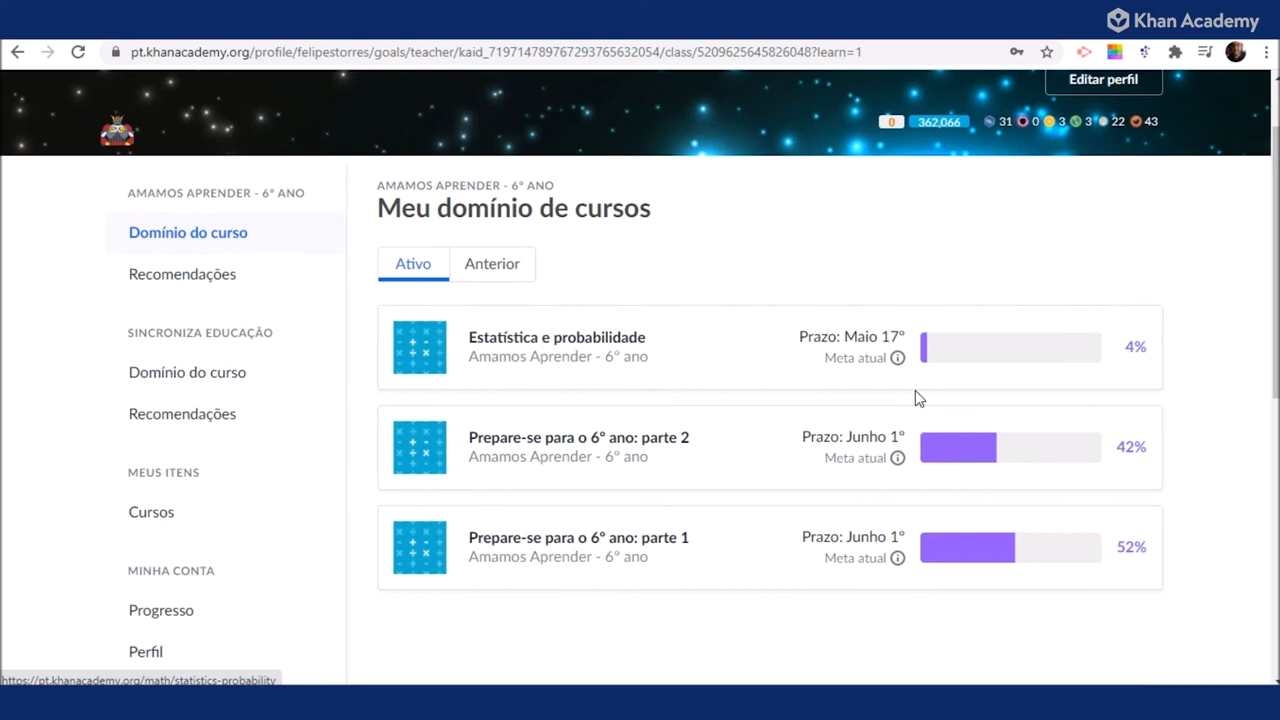 Khan Academy
pt.khanacademy.org/profile/felipestorres/goals/teacher/kaid_719714789767293765632054/class/5209625645826048?learn=1
Editar perfil
0 362,066 31 0 3 3 22 43
AMAMOS APRENDER - 6º ANO
Domínio do curso
Recomendações
SINCRONIZA EDUCAÇÃO
Domínio do curso
Recomendações
MEUS ITENS
Cursos
MINHA CONTA
Progresso
Perfil
AMAMOS APRENDER - 6º ANO
Meu domínio de cursos
Ativo Anterior
Estatística e probabilidade
Amamos Aprender - 6º ano
Prazo: Maio 17º
Meta atual
4%
Prepare-se para o 6º ano: parte 2
Amamos Aprender - 6º ano
Prazo: Junho 1º
Meta atual
42%
Prepare-se para o 6º ano: parte 1
Amamos Aprender - 6º ano
Prazo: Junho 1º
Meta atual
52%
https://pt.khanacademy.org/math/statistics-probability